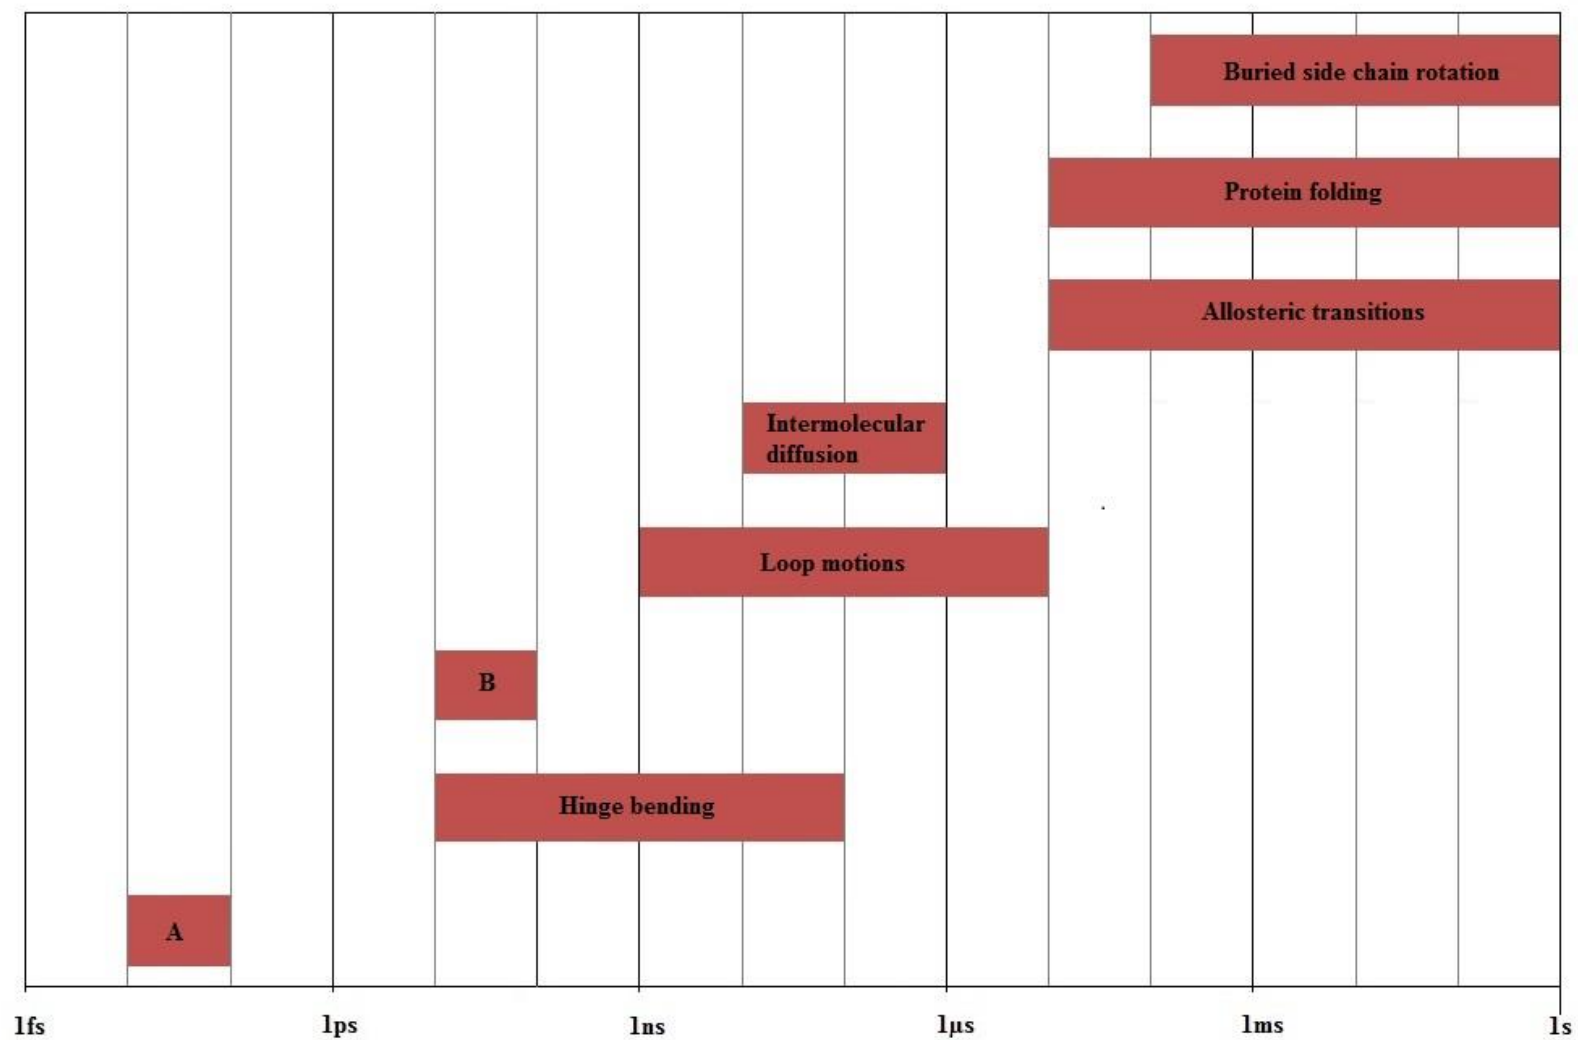 Buried side chain rotation
Protein folding
Allosteric transitions
Intermolecular
diffusion
Loop motions
B
Hinge bending
A
1fs 1ps 1ns 1μs 1ms 1s